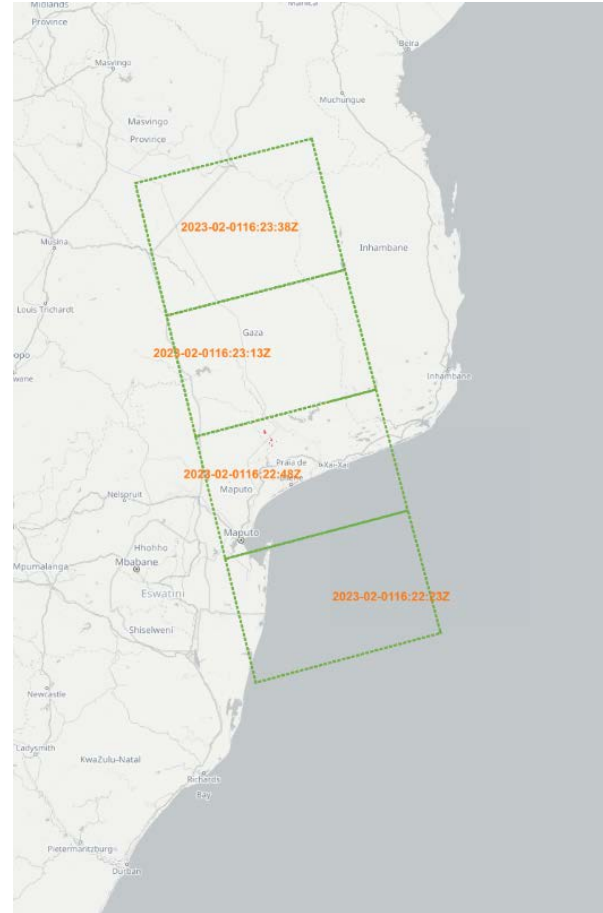 Midlands
Province
Manica
Beira
Masvingo
Muchungue
Masvingo
Province
2023-02-0116:23:38Z
Musina
Inhambane
Louis Trichardt
Gaza
2023-02-0116:23:13Z
Inhambane
Praia de
Xai-Xai
2023-02-0116:22:48Z
Maputo
Nelspruit
Maputo
Hhohho
Mbabane
Mpumalanga
Eswatini
2023-02-0116:22:23Z
Shiselweni
Newcastle
Ladysmith
KwaZulu-Natal
Richards
Bay
Pietermaritzburg
Durban